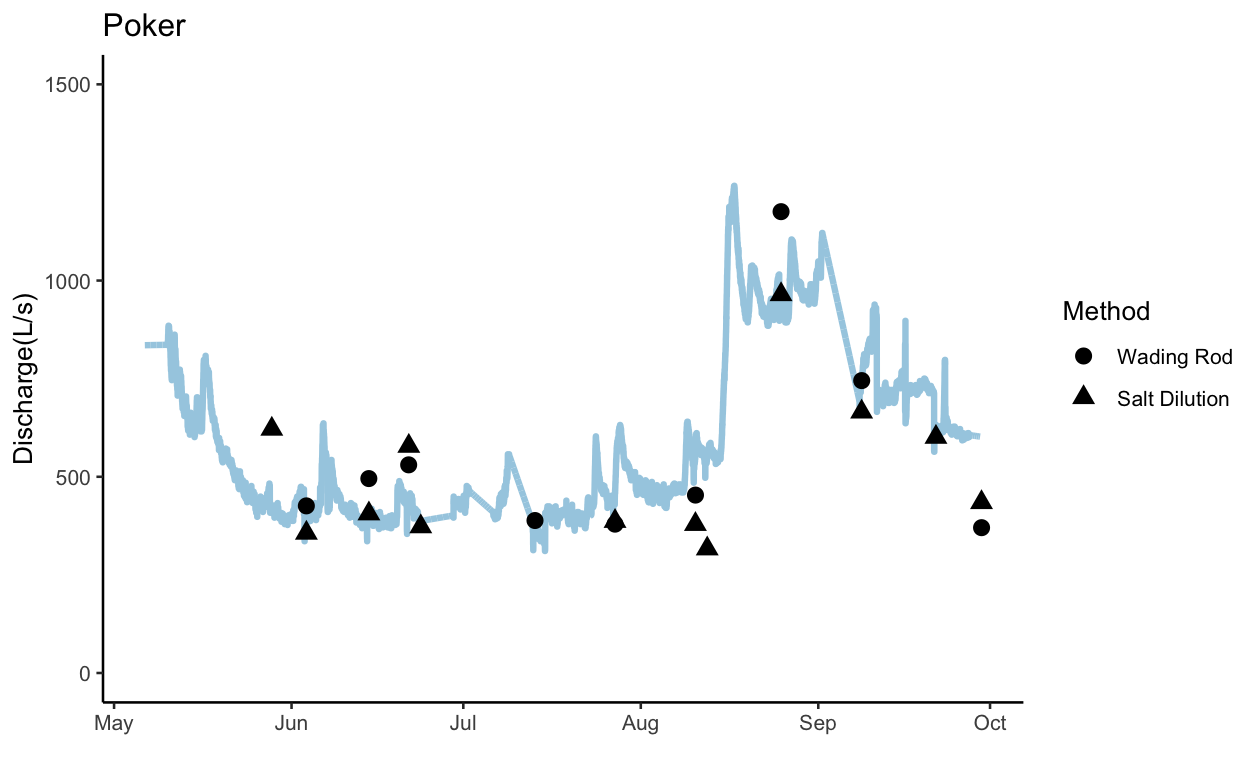 Poker
Discharge(L/s)
1500
1000
500
0
May
Jun
Jul
Aug
Sep
Oct
Method
Wading Rod
Salt Dilution